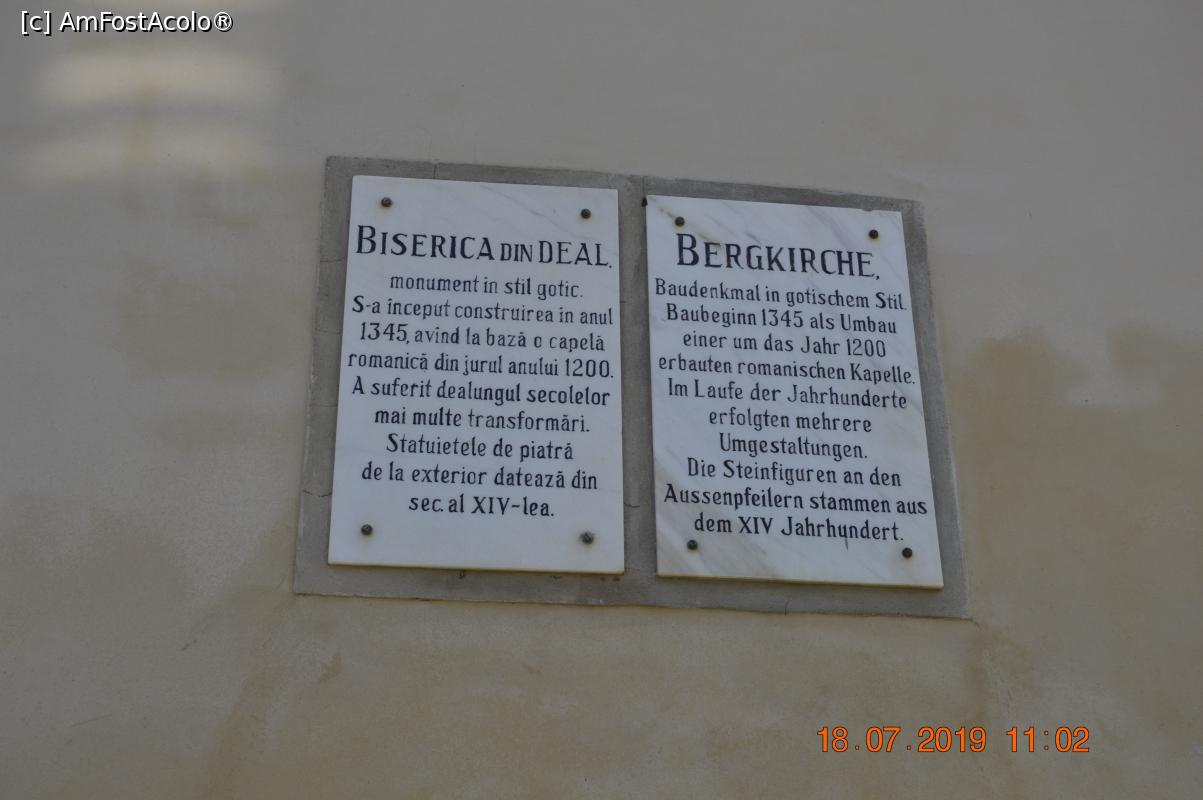 [c] AmFostAcolo®
BISERICA DIN DEAL.
monument in stil gotic.
S-a început construirea in anul
1345, avînd la bază o capelă
romanică din jurul anului 1200.
A suferit dealungul secolelor
mai multe transformări.
Statuietele de piatră
de la exterior datează din
sec. al XIV-lea.
BERGKIRCHE,
Baudenkmal in gotischem Stil.
Baubeginn 1345 als Umbau
einer um das Jahr 1200
erbauten romanischen Kapelle.
Im Laufe der Jahrhunderte
erfolgten mehrere
Umgestaltungen.
Die Steinfiguren an den
Aussenpfeilern stammen aus
dem XIV Jahrhundert.
18.07.2019 11:02